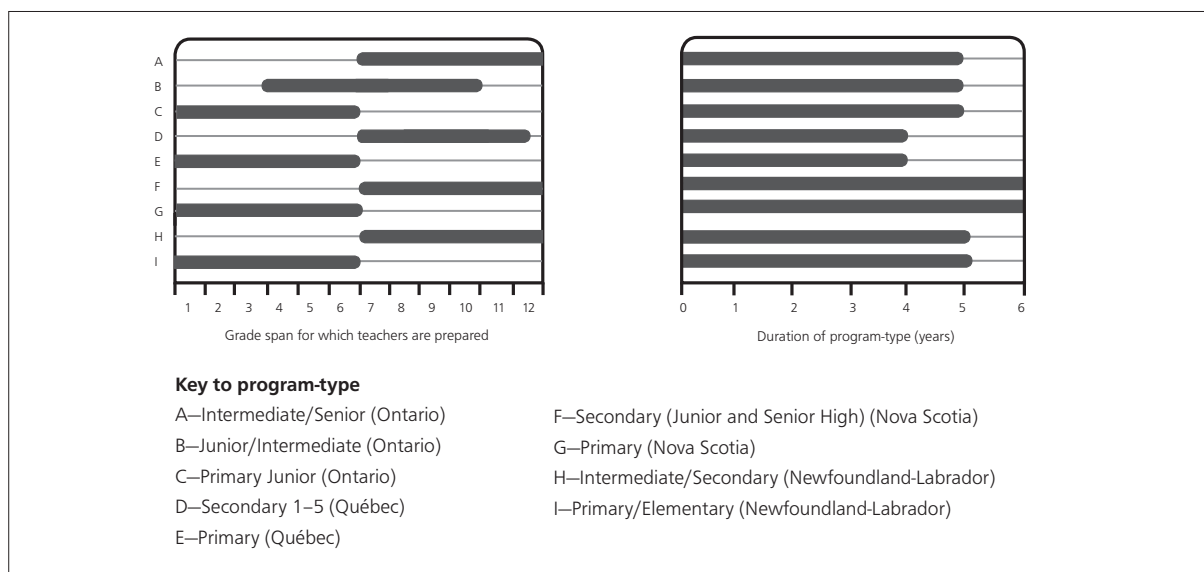 A
B
C
D
E
F
G
H
I
1 2 3 4 5 6 7 8 9 10 11 12
Grade span for which teachers are prepared
0 1 2 3 4 5 6
Duration of program-type (years)
Key to program-type
A—Intermediate/Senior (Ontario)
B—Junior/Intermediate (Ontario)
C—Primary Junior (Ontario)
D—Secondary 1–5 (Québec)
E—Primary (Québec)
F—Secondary (Junior and Senior High) (Nova Scotia)
G—Primary (Nova Scotia)
H—Intermediate/Secondary (Newfoundland-Labrador)
I—Primary/Elementary (Newfoundland-Labrador)